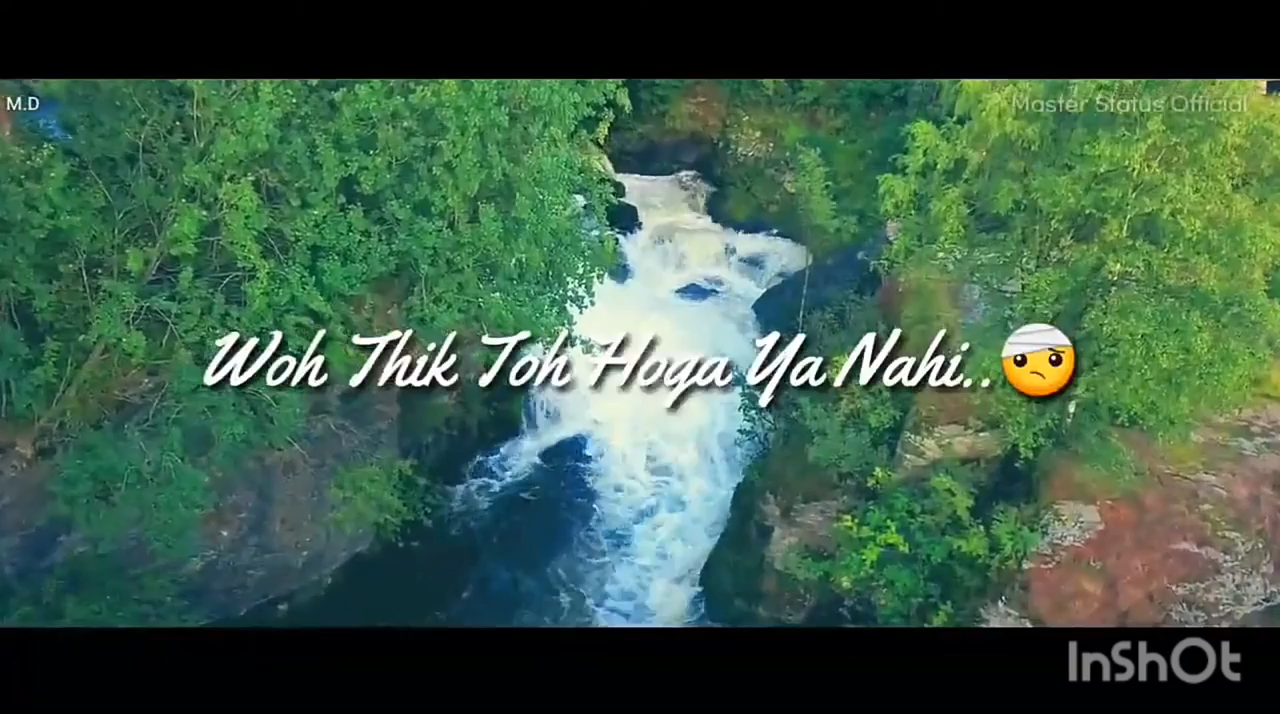 M.D
Master Status Official
Woh Thik Toh Hoga Ya Nahi..🤕
InShOt